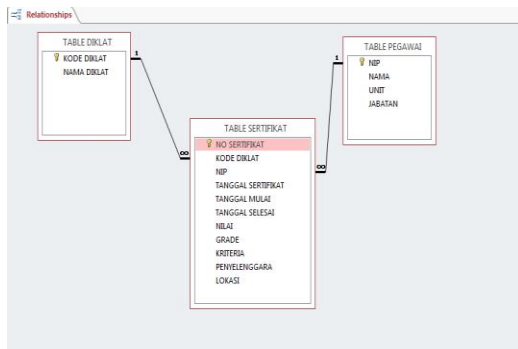 Relationships
TABLE DIKLAT
KODE DIKLAT
NAMA DIKLAT
1
∞
TABLE PEGAWAI
NIP
NAMA
UNIT
JABATAN
1
∞
TABLE SERTIFIKAT
NO SERTIFIKAT
KODE DIKLAT
NIP
TANGGAL SERTIFIKAT
TANGGAL MULAI
TANGGAL SELESAI
NILAI
GRADE
KRITERIA
PENYELENGGARA
LOKASI